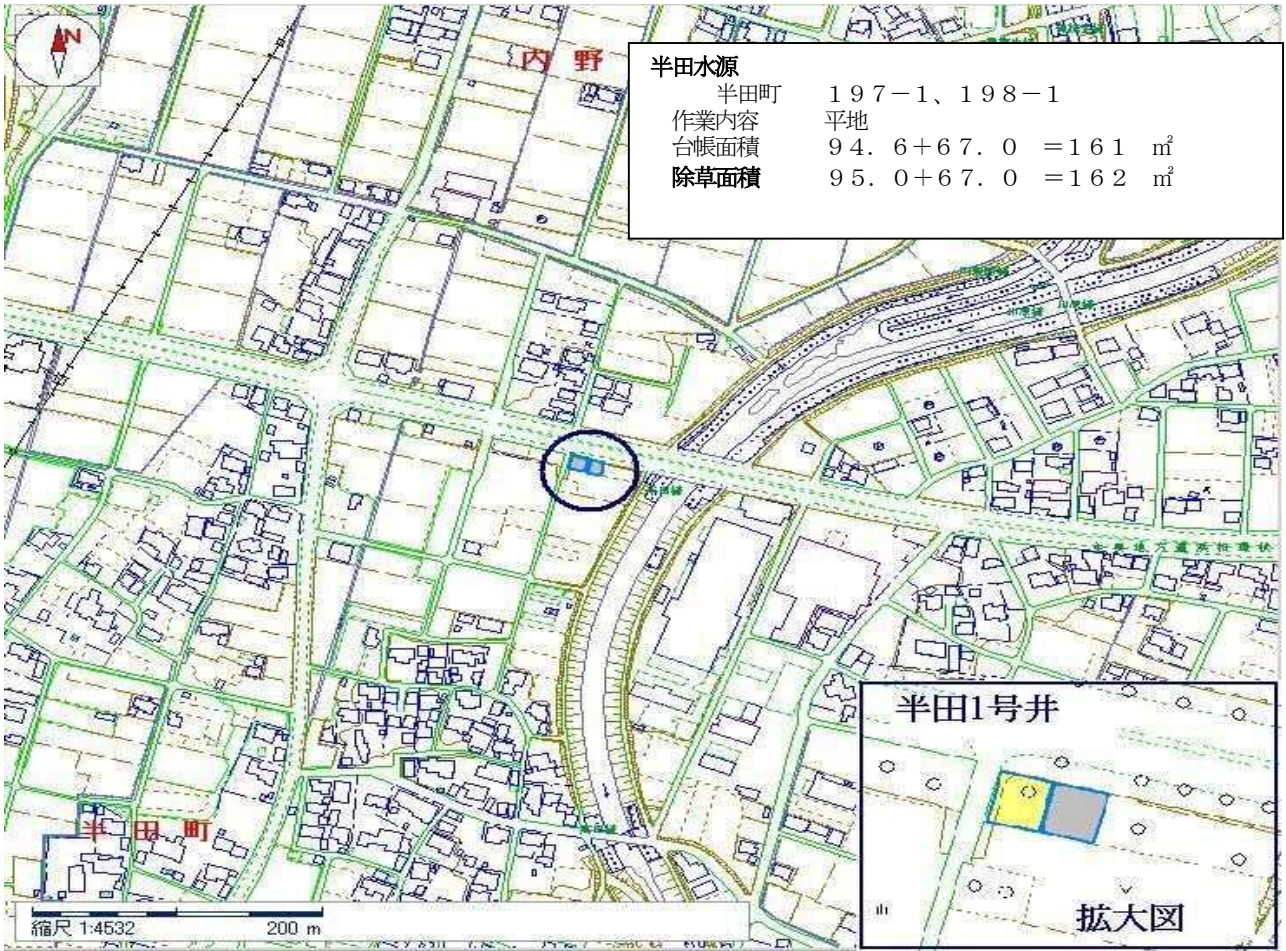 N
内野
半田水源
半田町 197－1、198－1
作業内容 平地
台帳面積 94．6＋67．0 ＝161 ㎡
除草面積 95．0＋67．0 ＝162 ㎡
半田町
半田1号井
拡大図
縮尺 1:4532 200 m